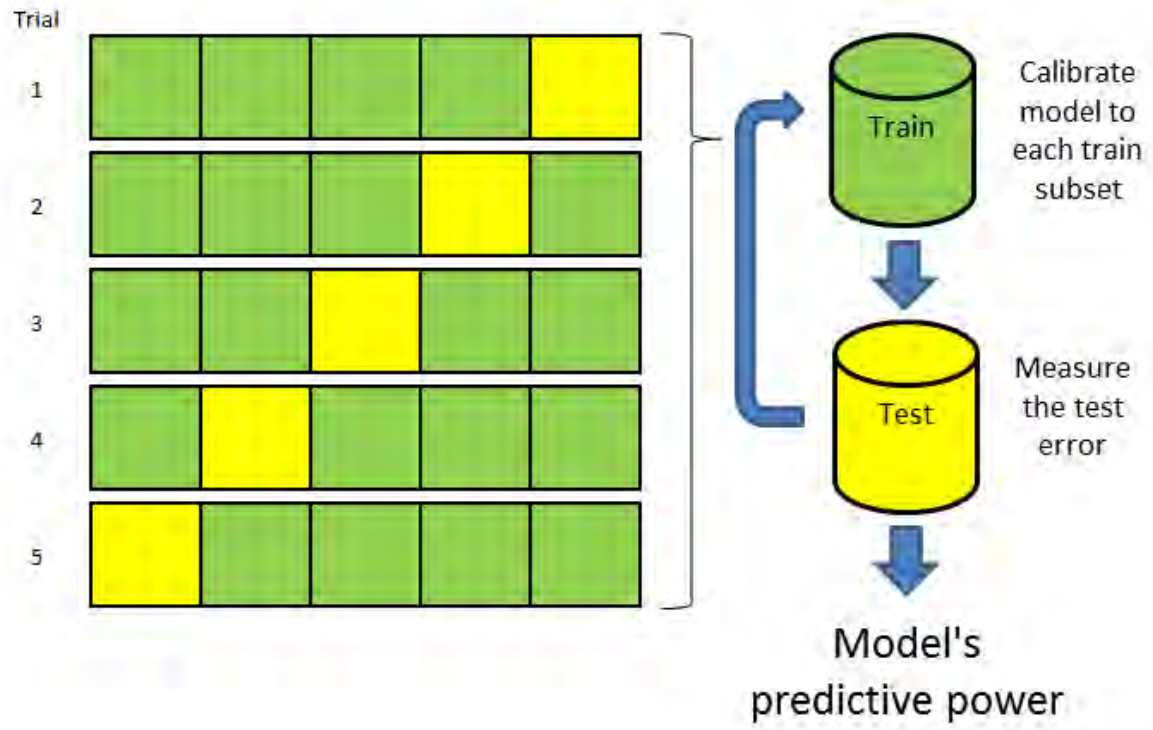 Trial
1
2
3
4
5
Train
Calibrate
model to
each train
subset
Test
Measure
the test
error
Model's
predictive power